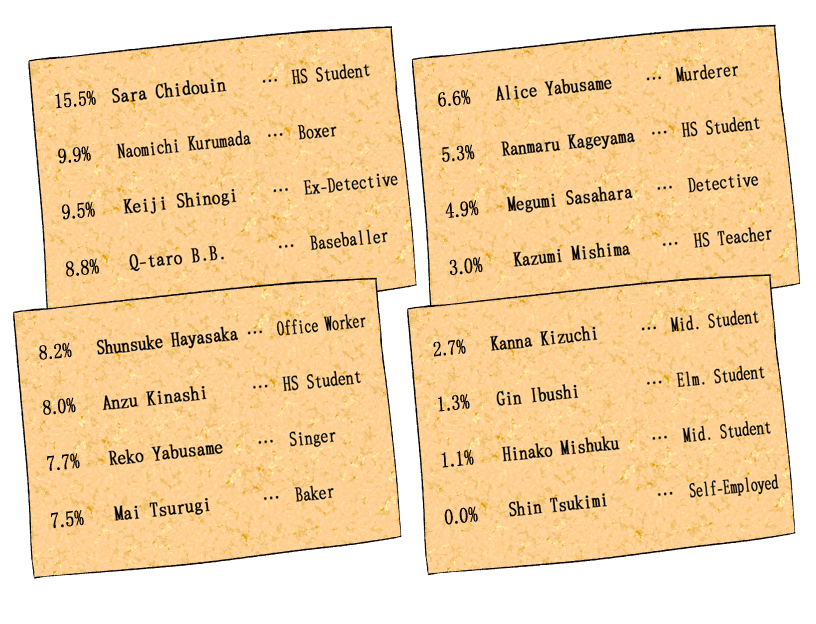 15.5% Sara Chidouin ... HS Student
9.9% Naomichi Kurumada ... Boxer
9.5% Keiji Shinogi ... Ex-Detective
8.8% Q-taro B.B. ... Baseballer
8.2% Shunsuke Hayasaka ... Office Worker
8.0% Anzu Kinashi ... HS Student
7.7% Reko Yabusame ... Singer
7.5% Mai Tsurugi ... Baker
6.6% Alice Yabusame ... Murderer
5.3% Ranmaru Kageyama ... HS Student
4.9% Megumi Sasahara ... Detective
3.0% Kazumi Mishima ... HS Teacher
2.7% Kanna Kizuchi ... Mid. Student
1.3% Gin Ibushi ... Elm. Student
1.1% Hinako Mishuku ... Mid. Student
0.0% Shin Tsukimi ... Self-Employed